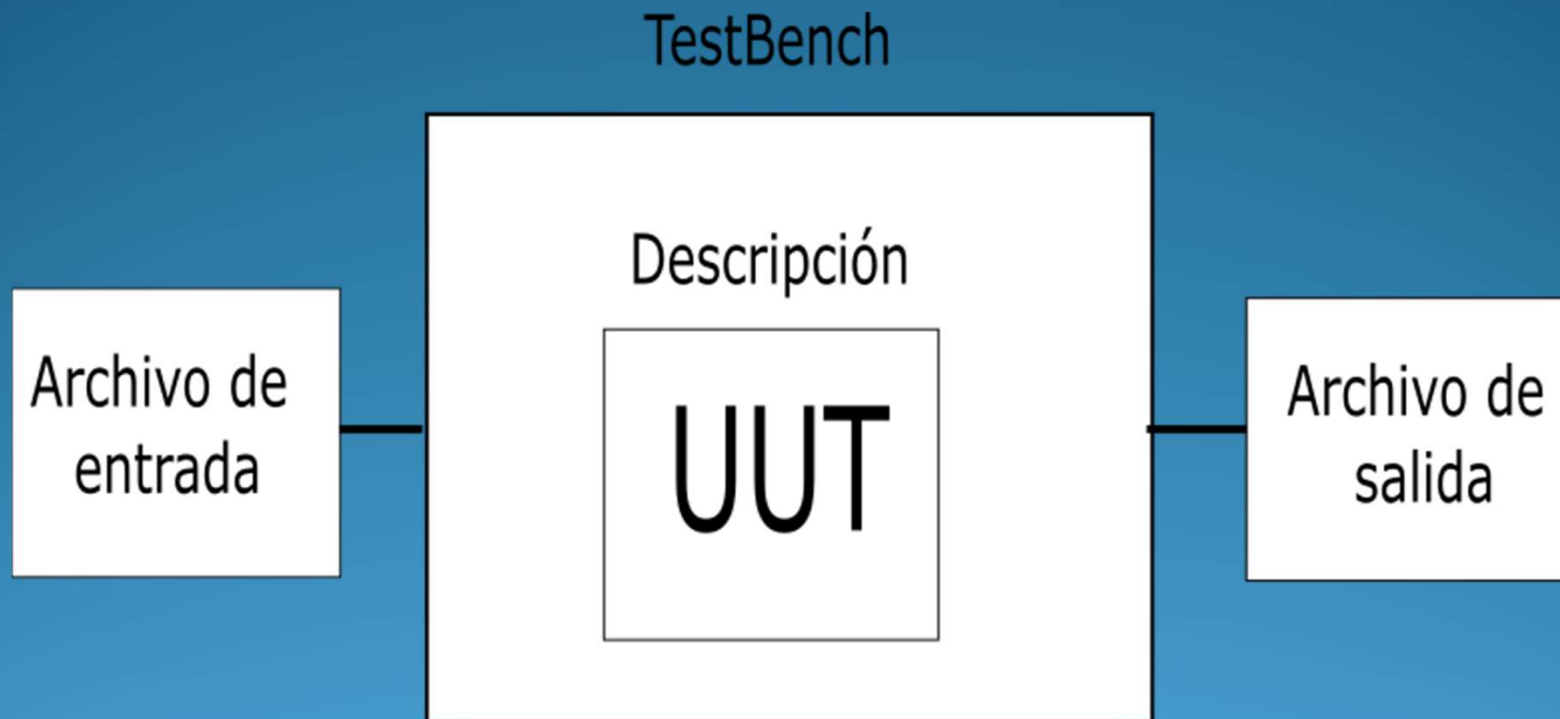 TestBench
Descripción
UUT
Archivo de
entrada
Archivo de
salida